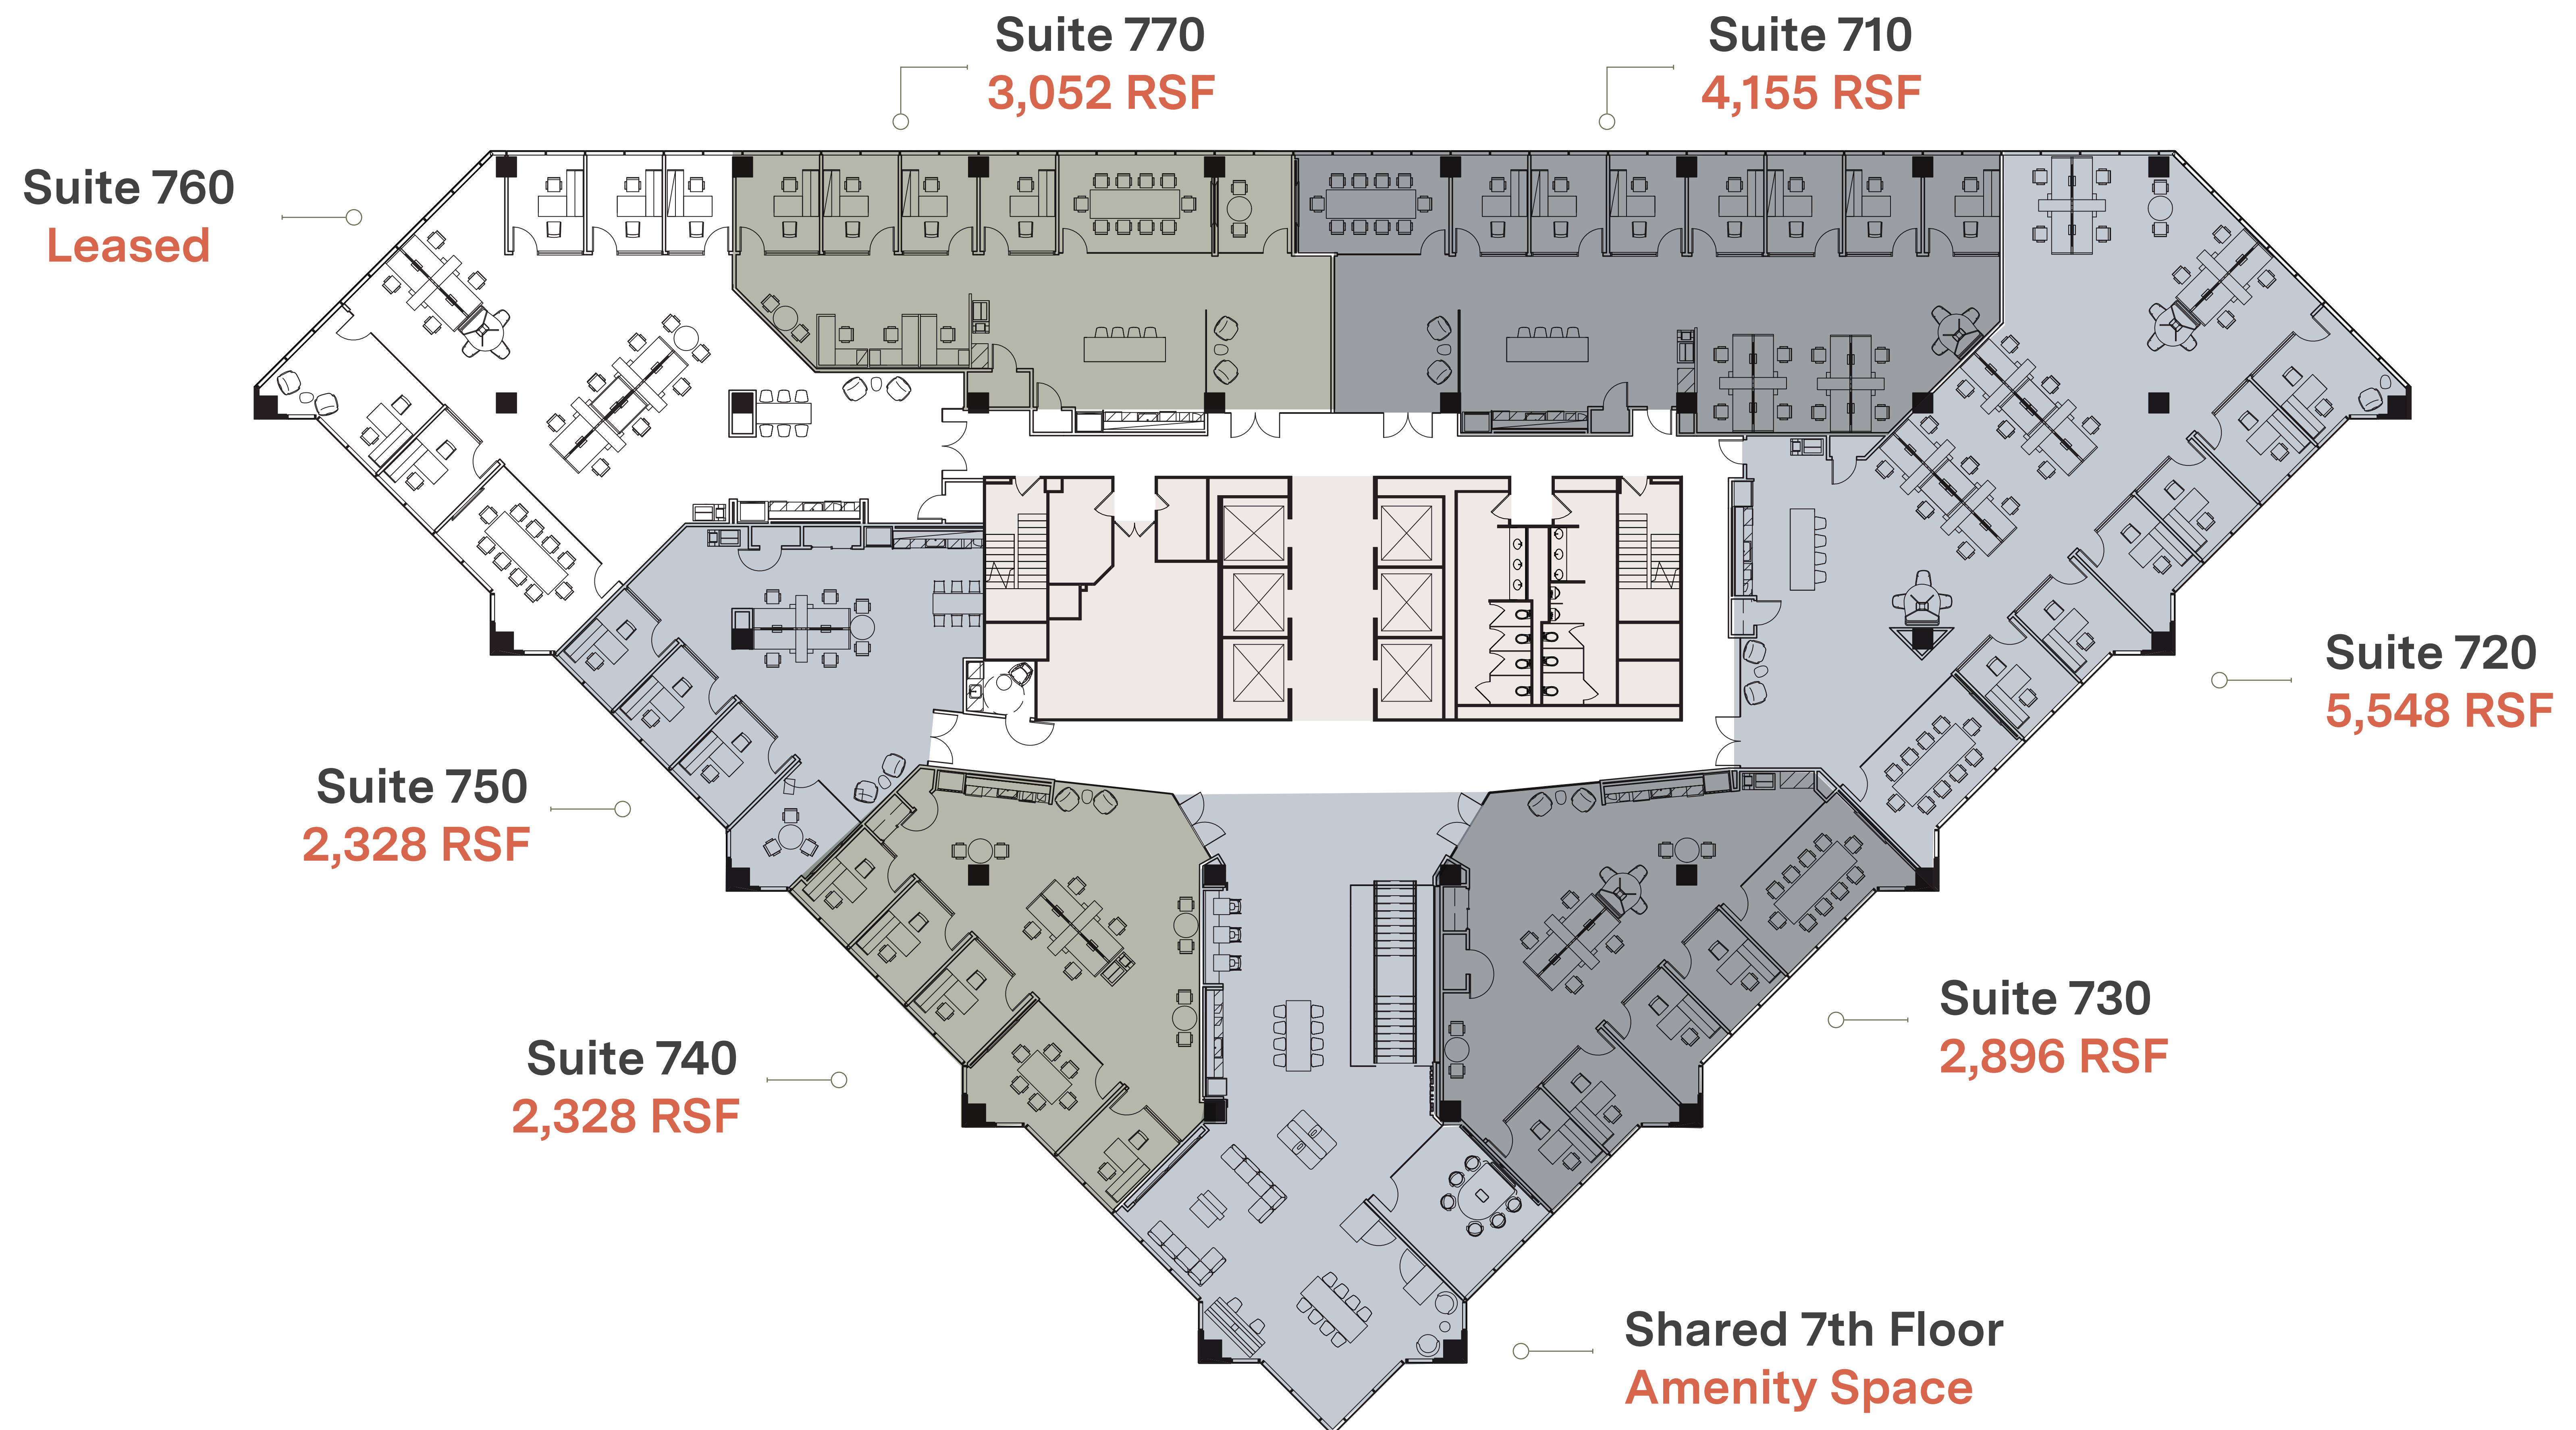 Suite 770
3,052 RSF
Suite 710
4,155 RSF
Suite 760
Leased
Suite 720
5,548 RSF
Suite 750
2,328 RSF
Suite 730
2,896 RSF
Suite 740
2,328 RSF
Shared 7th Floor
Amenity Space